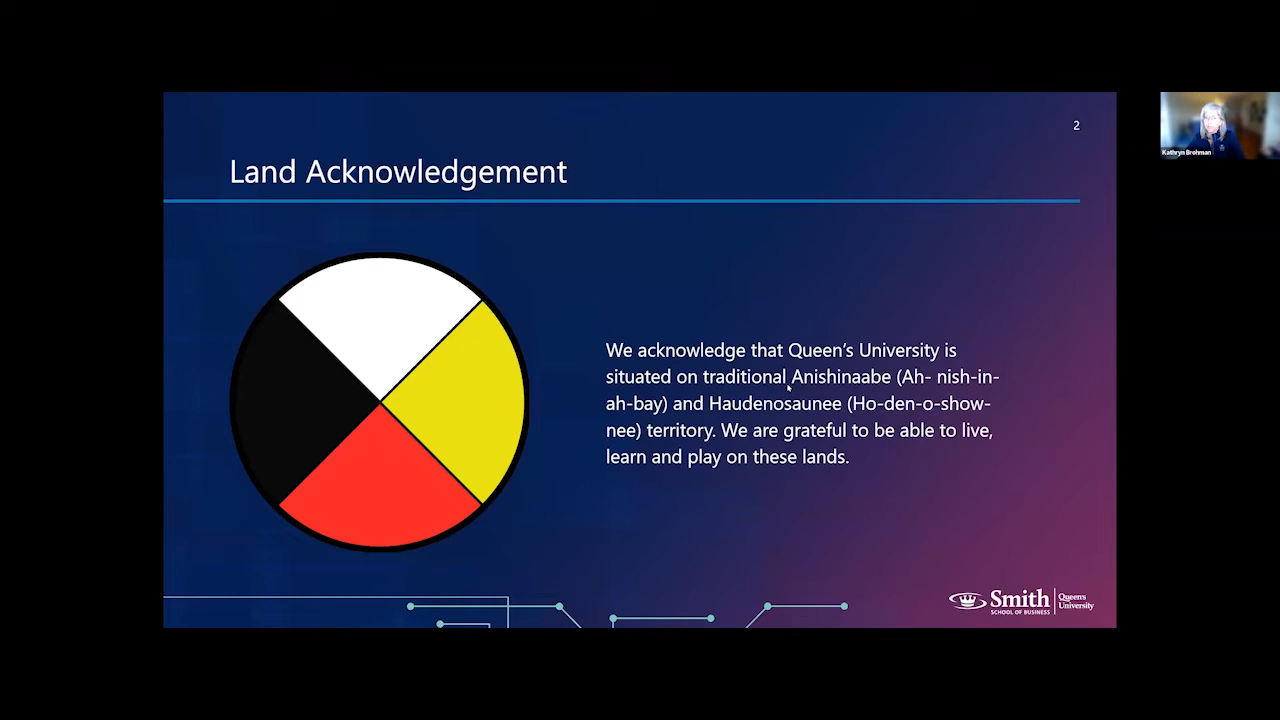 2
Land Acknowledgement
Kathryn Brohman
We acknowledge that Queen's University is
situated on traditional Anishinaabe (Ah- nish-in-
ah-bay) and Haudenosaunee (Ho-den-o-show-
nee) territory. We are grateful to be able to live,
learn and play on these lands.
Smith
SCHOOL OF BUSINESS
Queen's
University